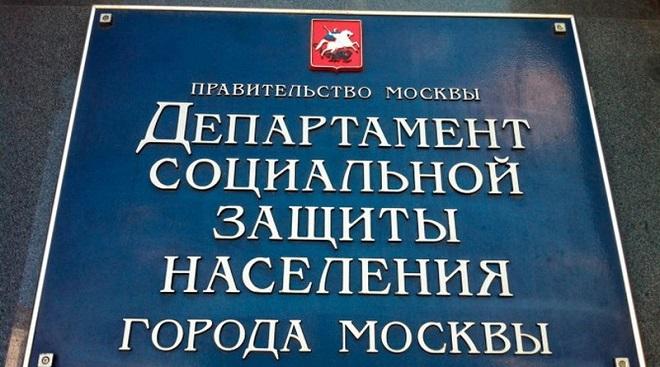 ПРАВИТЕЛЬСТВО МОСКВЫ
ДЕПАРТАМЕНТ
СОЦИАЛЬНОЙ
ЗАЩИТЫ
НАСЕЛЕНИЯ
ГОРОДА МОСКВЫ